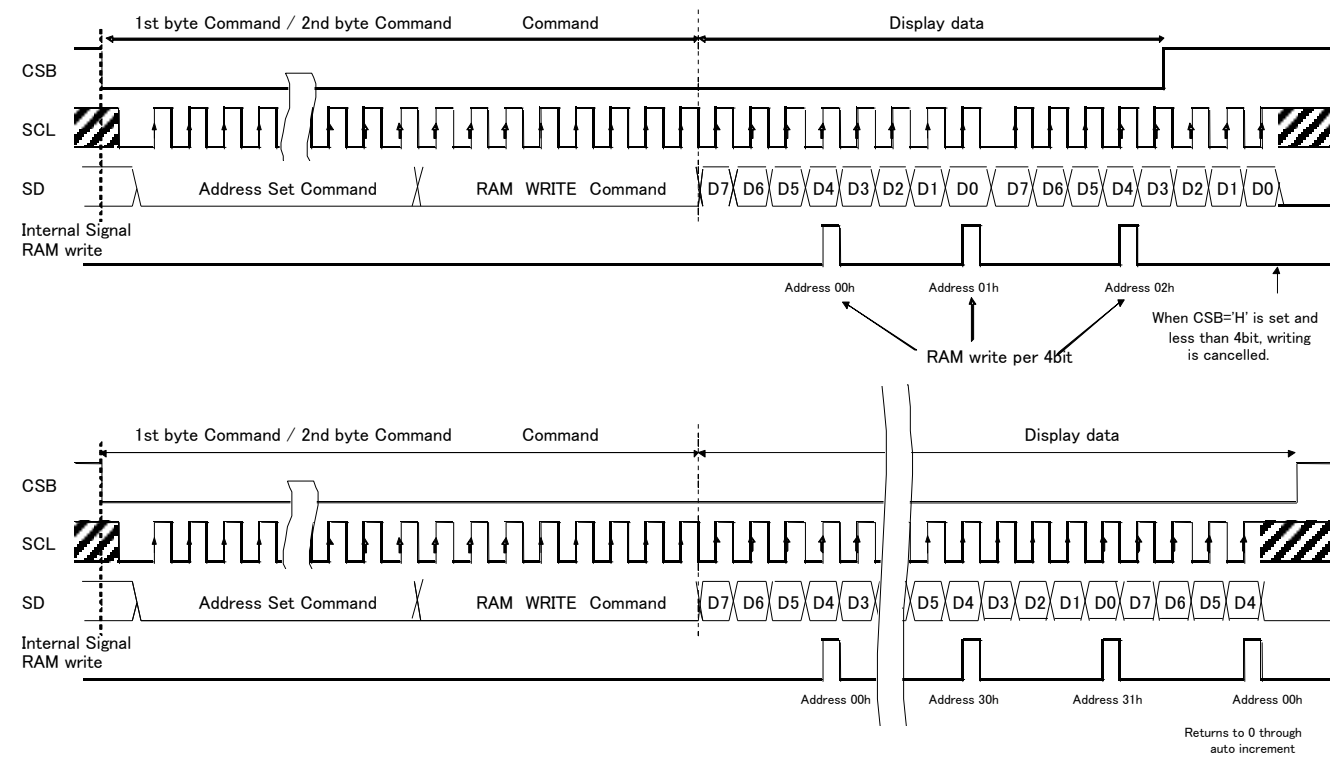 1st byte Command / 2nd byte Command Command Display data
CSB
SCL
SD Address Set Command RAM WRITE Command D7 D6 D5 D4 D3 D2 D1 D0 D7 D6 D5 D4 D3 D2 D1 D0
Internal Signal
RAM write
Address 00h Address 01h Address 02h
When CSB='H' is set and
less than 4bit, writing
is cancelled.
RAM write per 4bit
1st byte Command / 2nd byte Command Command Display data
CSB
SCL
SD Address Set Command RAM WRITE Command D7 D6 D5 D4 D3 D5 D4 D3 D2 D1 D0 D7 D6 D5 D4
Internal Signal
RAM write
Address 00h Address 30h Address 31h Address 00h
Returns to 0 through
auto increment